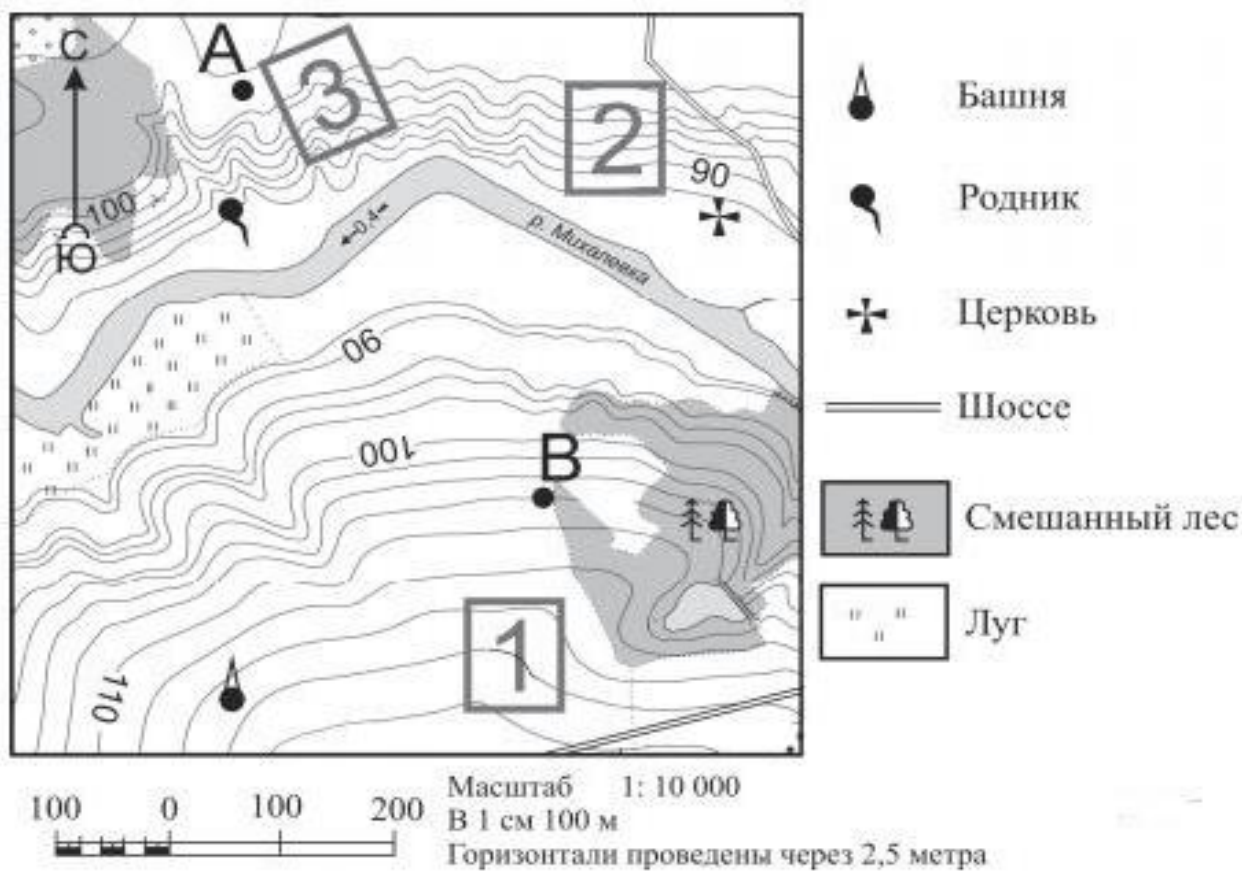 С
Ю
А
3
2
100
90
0,4
р. Михаловка
90
100
В
1
110
Башня
Родник
Церковь
Шоссе
Смешанный лес
Луг
100 0 100 200
Масштаб 1: 10 000
В 1 см 100 м
Горизонтали проведены через 2,5 метра